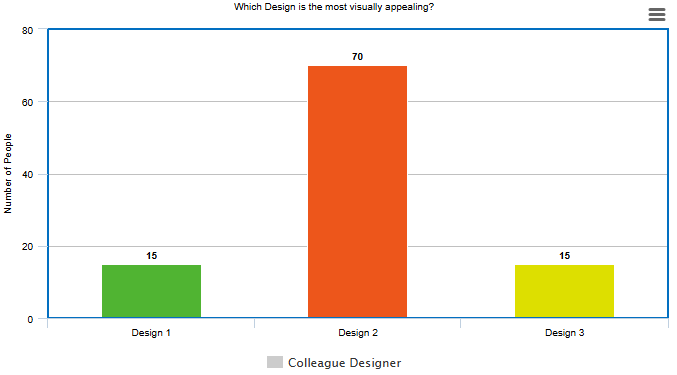 Which Design is the most visually appealing?
Number of People
80
60
40
20
0
15
70
15
Design 1
Design 2
Design 3
Colleague Designer